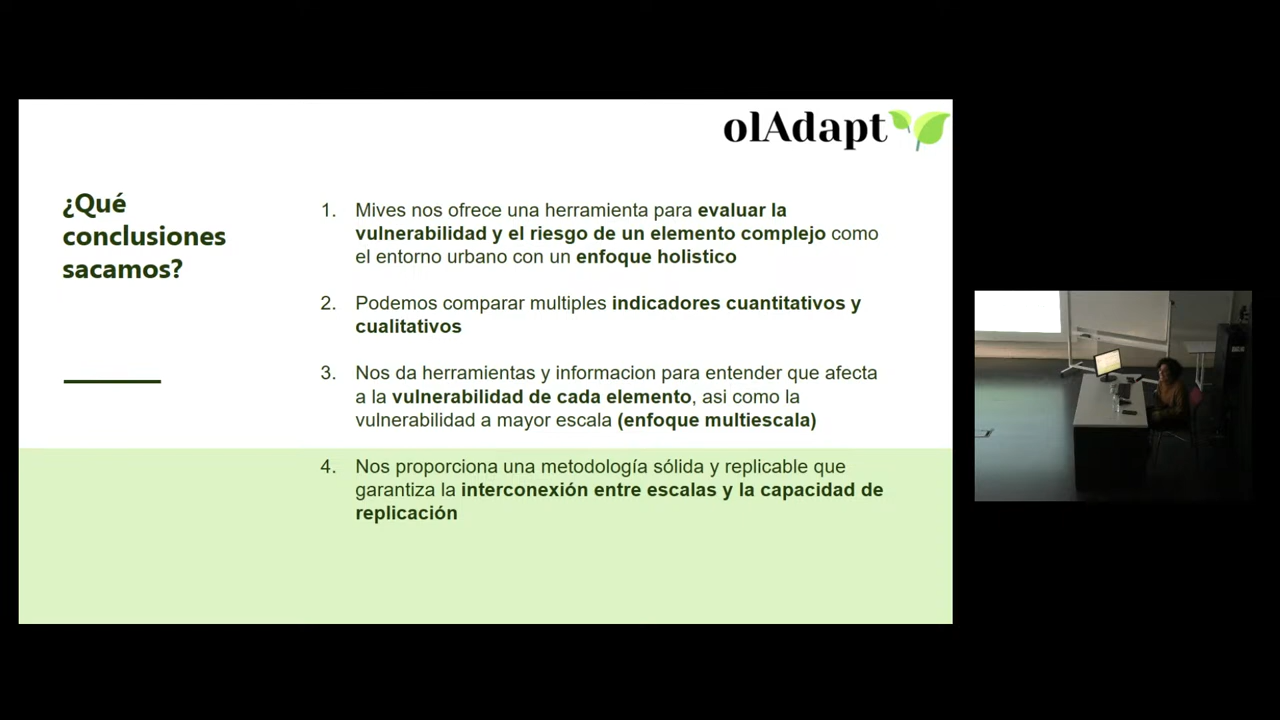 olAdapt
¿Qué
conclusiones
sacamos?
1. Mives nos ofrece una herramienta para evaluar la
vulnerabilidad y el riesgo de un elemento complejo como
el entorno urbano con un enfoque holistico
2. Podemos comparar multiples indicadores cuantitativos y
cualitativos
3. Nos da herramientas y informacion para entender que afecta
a la vulnerabilidad de cada elemento, asi como la
vulnerabilidad a mayor escala (enfoque multiescala)
4. Nos proporciona una metodología sólida y replicable que
garantiza la interconexión entre escalas y la capacidad de
replicación